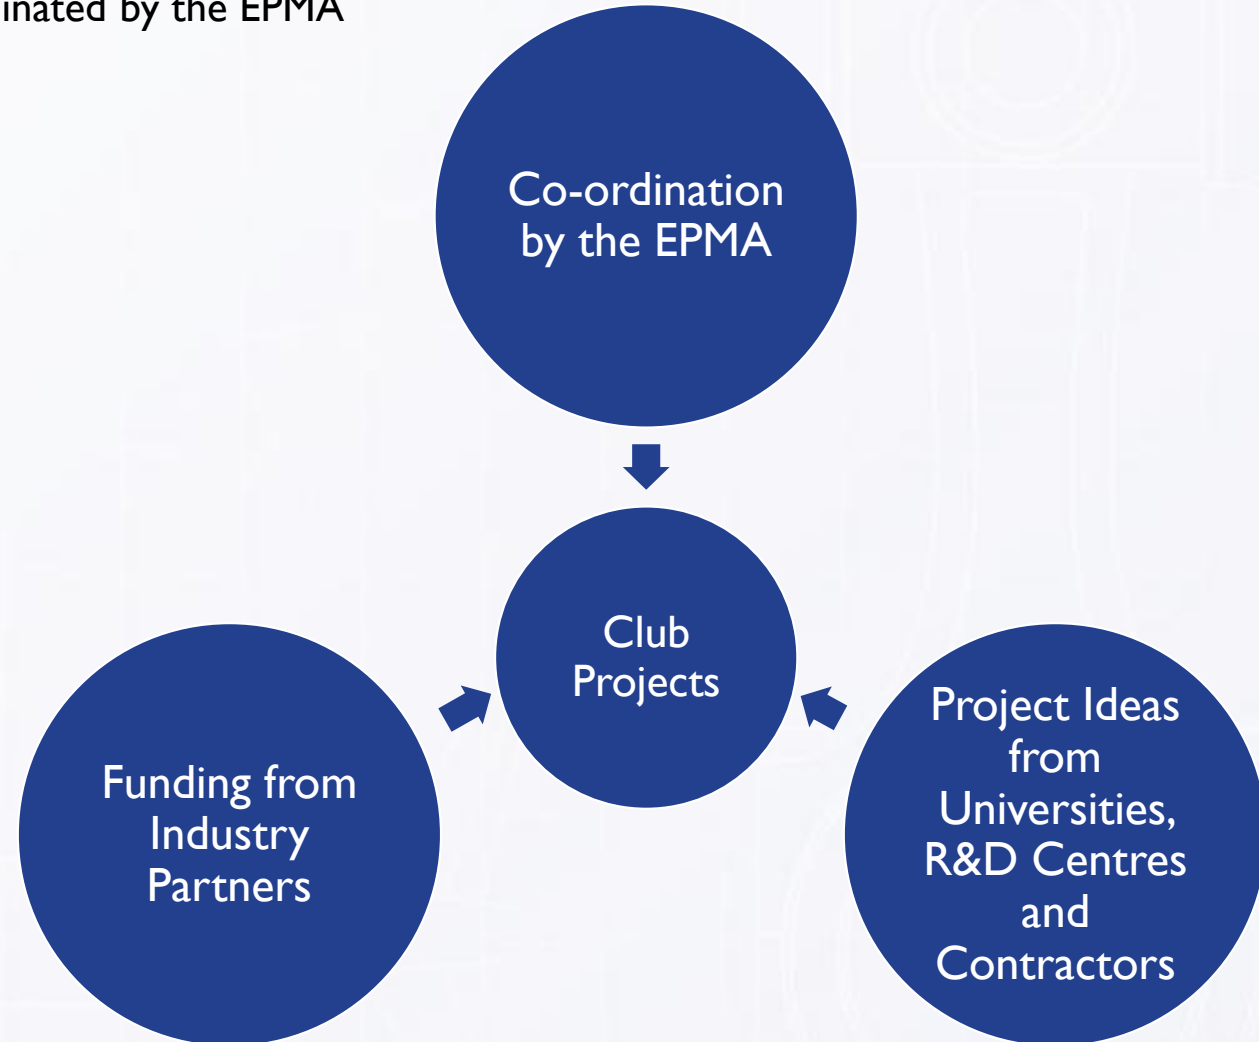 by the EPMA
Co-ordination
by the EPMA
Club
Projects
Funding from
Industry
Partners
Project Ideas
from
Universities,
R&D Centres
and
Contractors